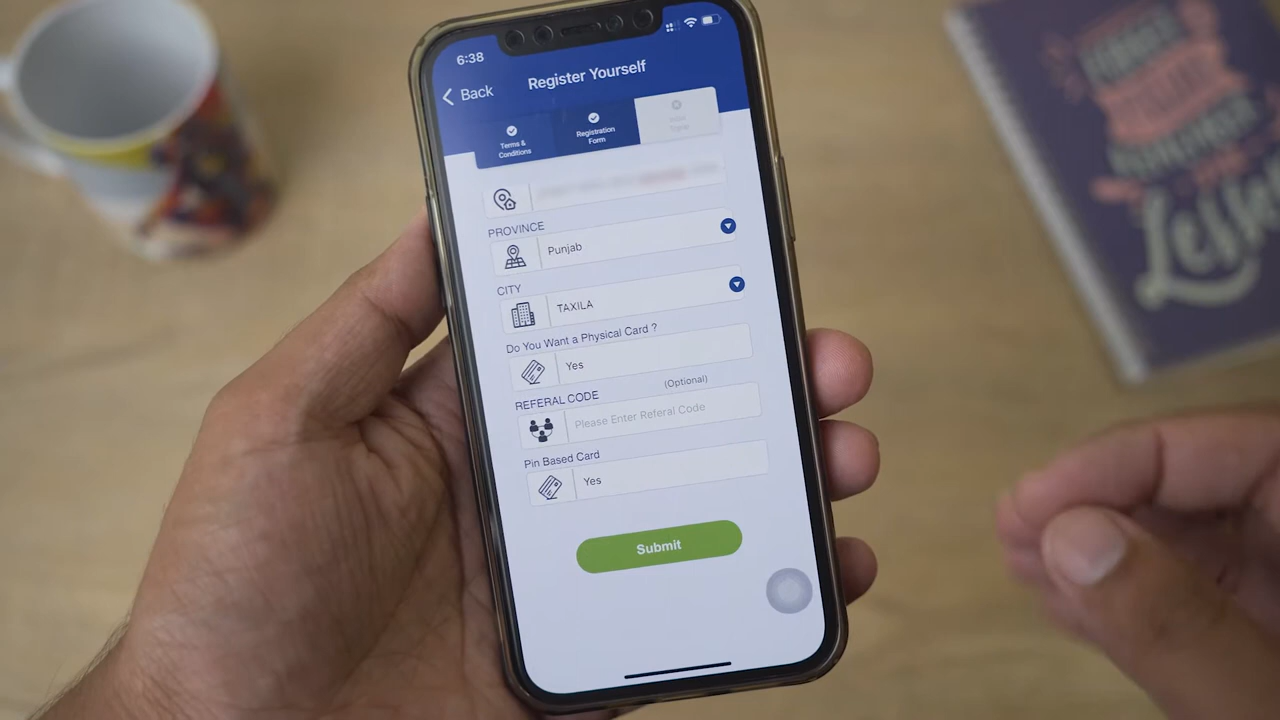 6:38
Back
Register Yourself
Terms &
Conditions
Registration
Form
PROVINCE
Punjab
CITY
TAXILA
Do You Want a Physical Card ?
Yes
REFERAL CODE
(Optional)
Please Enter Referal Code
Pin Based Card
Yes
Submit